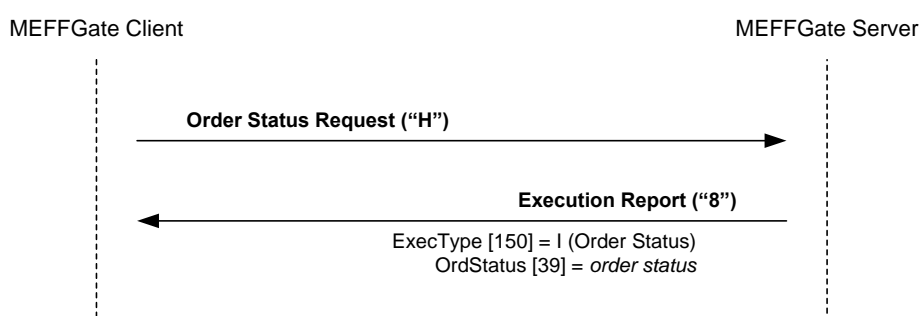 MEFFGate Client
MEFFGate Server
Order Status Request (“H”)
Execution Report (“8”)
ExecType [150] = I (Order Status)
OrdStatus [39] = order status